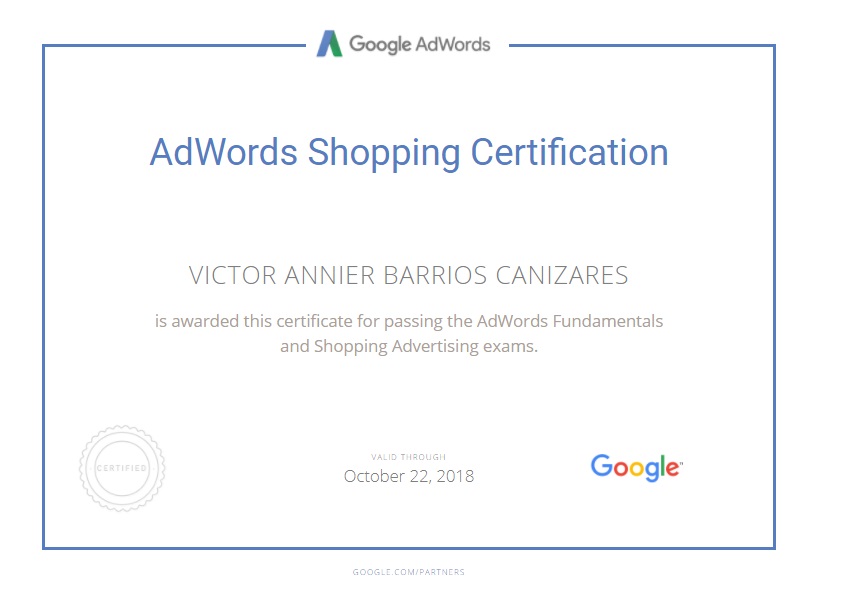 Google AdWords
AdWords Shopping Certification
VICTOR ANNIER BARRIOS CANIZARES
is awarded this certificate for passing the AdWords Fundamentals
and Shopping Advertising exams.
CERTIFIED
VALID THROUGH
October 22, 2018
Google™
GOOGLE.COM/PARTNERS